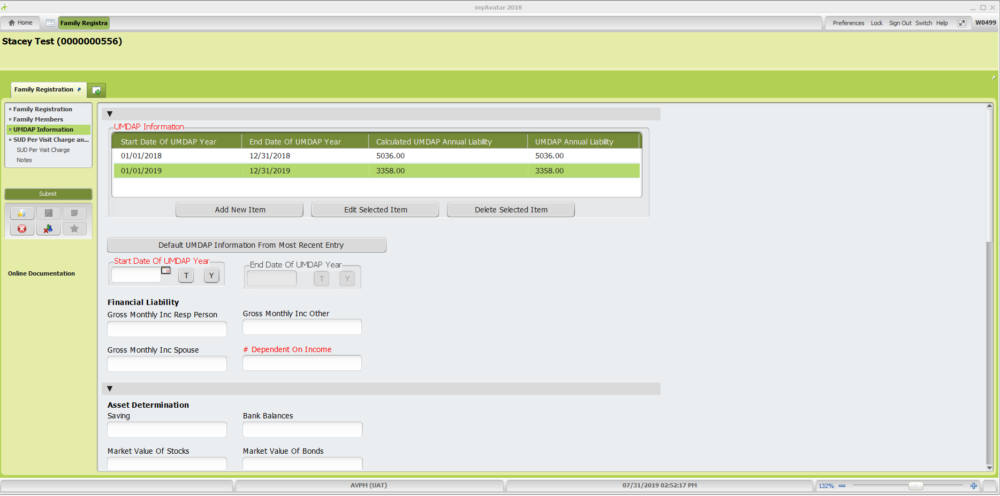 myAvatar 2018
Home
Family Registra
Preferences Lock Sign Out Switch Help W0499
Stacey Test (0000000556)
Family Registration
Family Registration
Family Members
UMDAP Information
SUD Per Visit Charge an...
SUD Per Visit Charge
Notes
Submit
Online Documentation
UMDAP Information
Start Date Of UMDAP Year End Date Of UMDAP Year Calculated UMDAP Annual Liability UMDAP Annual Liability
01/01/2018 12/31/2018 5036.00 5036.00
01/01/2019 12/31/2019 3358.00 3358.00
Add New Item Edit Selected Item Delete Selected Item
Default UMDAP Information From Most Recent Entry
Start Date Of UMDAP Year End Date Of UMDAP Year
T Y T Y
Financial Liability
Gross Monthly Inc Resp Person Gross Monthly Inc Other
Gross Monthly Inc Spouse # Dependent On Income
Asset Determination
Saving Bank Balances
Market Value Of Stocks Market Value Of Bonds
AVPM (UAT) 07/31/2019 02:52:17 PM 132%